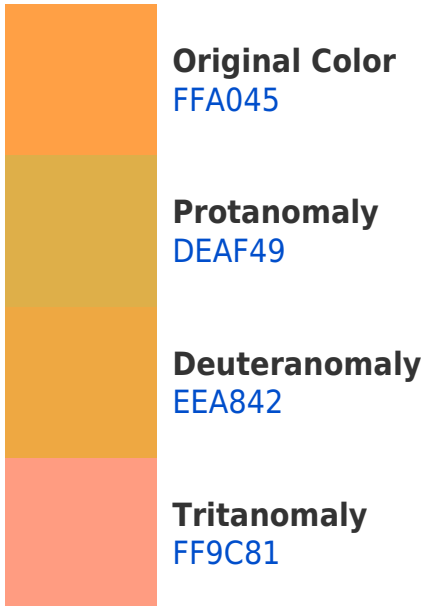 Original Color
FFA045
Protanomaly
DEAF49
Deuteranomaly
EEA842
Tritanomaly
FF9C81